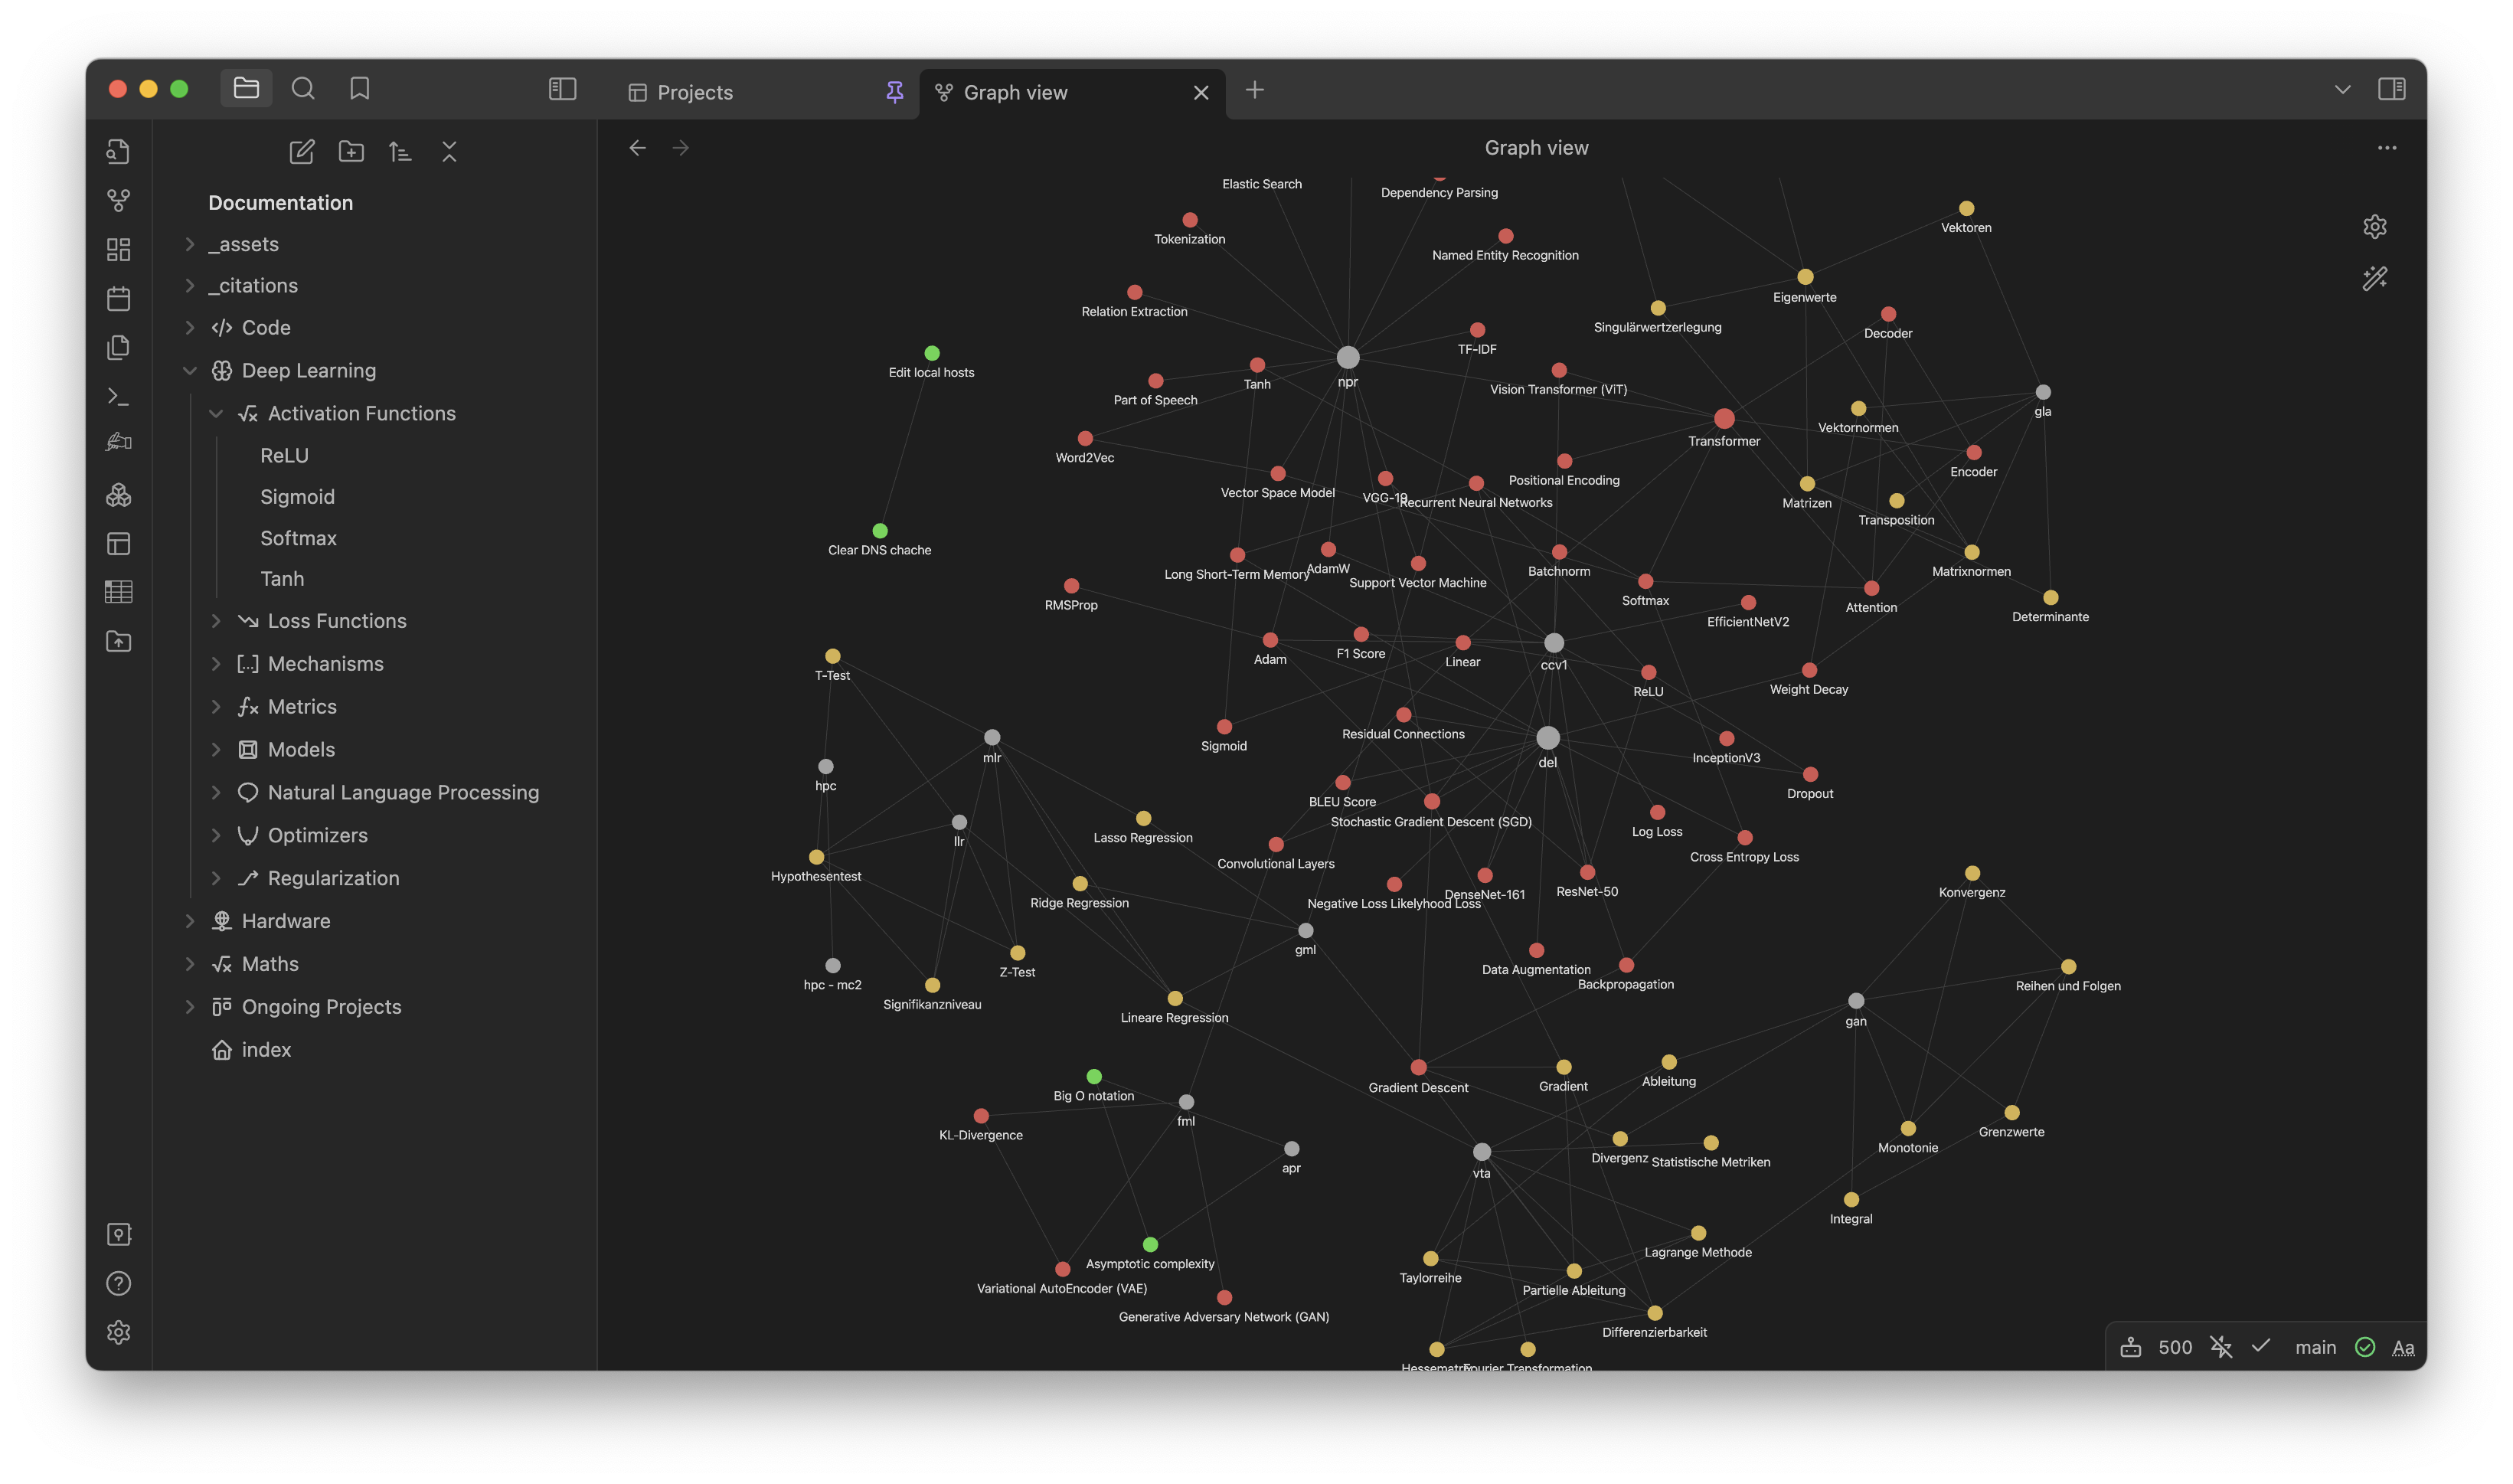 Projects
Graph view
Graph view
Documentation
_assets
_citations
Code
Deep Learning
Activation Functions
ReLU
Sigmoid
Softmax
Tanh
Loss Functions
Mechanisms
Metrics
Models
Natural Language Processing
Optimizers
Regularization
Hardware
Maths
Ongoing Projects
index
Elastic Search
Dependency Parsing
Vektoren
Tokenization
Named Entity Recognition
Eigenwerte
Relation Extraction
Singulärwertzerlegung
Decoder
TF-IDF
Edit local hosts
npr
Tanh
Vision Transformer (ViT)
Part of Speech
gla
Vektornormen
Transformer
Word2Vec
Encoder
Positional Encoding
Vector Space Model
VGG-19
Recurrent Neural Networks
Matrizen
Transposition
Clear DNS chache
AdamW
Long Short-Term Memory
Support Vector Machine
Batchnorm
Matrixnormen
RMSProp
Softmax
Attention
EfficientNetV2
Determinante
F1 Score
Adam
Linear
ccv1
T-Test
ReLU
Weight Decay
Residual Connections
Sigmoid
mlr
InceptionV3
del
hpc
Dropout
BLEU Score
Stochastic Gradient Descent (SGD)
Lasso Regression
llr
Log Loss
Cross Entropy Loss
Convolutional Layers
Hypothesentest
ResNet-50
DenseNet-161
Konvergenz
Ridge Regression
Negative Loss Likelyhood Loss
gml
Z-Test
Data Augmentation
hpc - mc2
Backpropagation
Reihen und Folgen
Signifikanzniveau
Lineare Regression
gan
Ableitung
Gradient Descent
Gradient
Big O notation
fml
KL-Divergence
Grenzwerte
Monotonie
Divergenz
Statistische Metriken
apr
vta
Integral
Lagrange Methode
Asymptotic complexity
Taylorreihe
Variational AutoEncoder (VAE)
Partielle Ableitung
Generative Adversary Network (GAN)
Differenzierbarkeit
Fourier Transformation
500
main
Aa